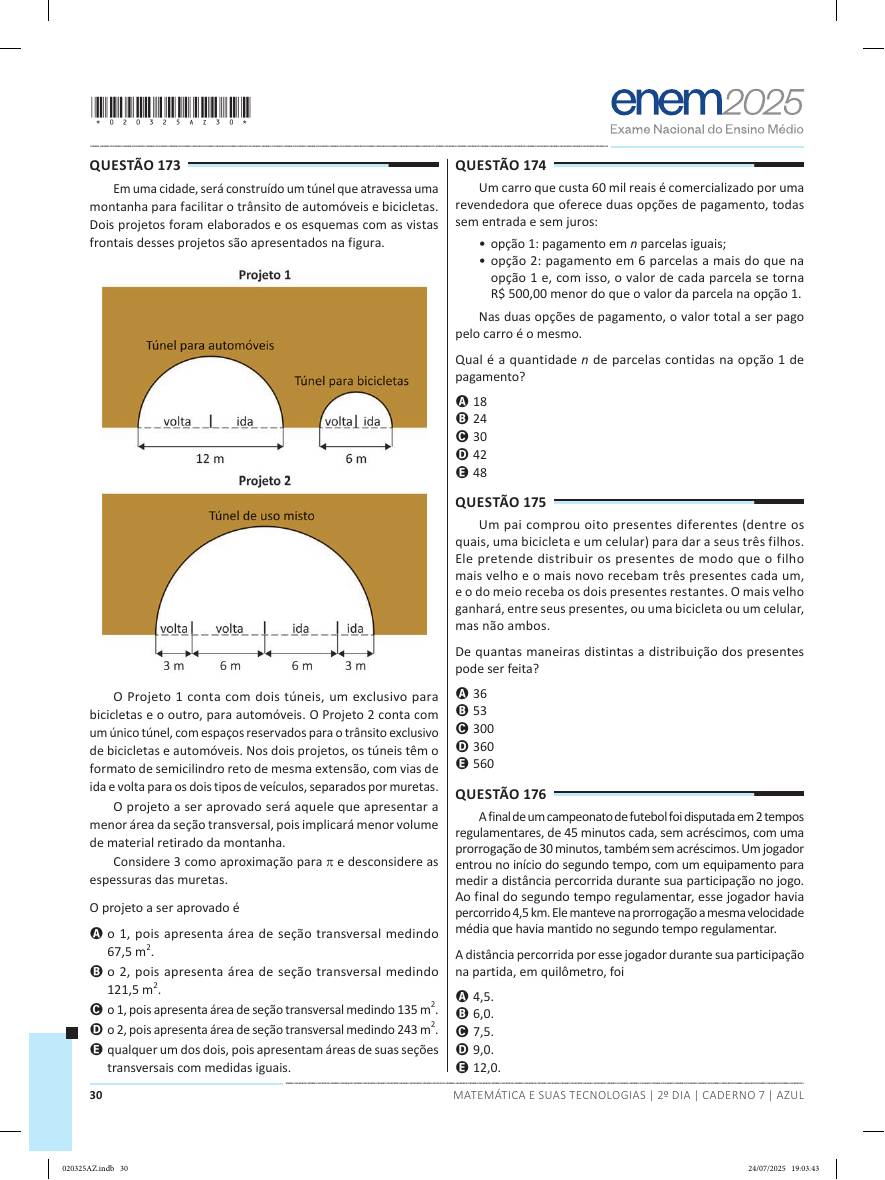 *020325AZ30*
enem2025
Exame Nacional do Ensino Médio
QUESTÃO 173
Em uma cidade, será construído um túnel que atravessa uma
montanha para facilitar o trânsito de automóveis e bicicletas.
Dois projetos foram elaborados e os esquemas com as vistas
frontais desses projetos são apresentados na figura.
Projeto 1
Túnel para automóveis
Túnel para bicicletas
volta ida
volta ida
12 m
6 m
Projeto 2
Túnel de uso misto
volta volta ida ida
3 m 6 m 6 m 3 m
O Projeto 1 conta com dois túneis, um exclusivo para
bicicletas e o outro, para automóveis. O Projeto 2 conta com
um único túnel, com espaços reservados para o trânsito exclusivo
de bicicletas e automóveis. Nos dois projetos, os túneis têm o
formato de semicilindro reto de mesma extensão, com vias de
ida e volta para os dois tipos de veículos, separados por muretas.
O projeto a ser aprovado será aquele que apresentar a
menor área da seção transversal, pois implicará menor volume
de material retirado da montanha.
Considere 3 como aproximação para π e desconsidere as
espessuras das muretas.
O projeto a ser aprovado é
A o 1, pois apresenta área de seção transversal medindo
67,5 m².
B o 2, pois apresenta área de seção transversal medindo
121,5 m².
C o 1, pois apresenta área de seção transversal medindo 135 m².
D o 2, pois apresenta área de seção transversal medindo 243 m².
E qualquer um dos dois, pois apresentam áreas de suas seções
transversais com medidas iguais.
QUESTÃO 174
Um carro que custa 60 mil reais é comercializado por uma
revendedora que oferece duas opções de pagamento, todas
sem entrada e sem juros:
• opção 1: pagamento em n parcelas iguais;
• opção 2: pagamento em 6 parcelas a mais do que na
opção 1 e, com isso, o valor de cada parcela se torna
R$ 500,00 menor do que o valor da parcela na opção 1.
Nas duas opções de pagamento, o valor total a ser pago
pelo carro é o mesmo.
Qual é a quantidade n de parcelas contidas na opção 1 de
pagamento?
A 18
B 24
C 30
D 42
E 48
QUESTÃO 175
Um pai comprou oito presentes diferentes (dentre os
quais, uma bicicleta e um celular) para dar a seus três filhos.
Ele pretende distribuir os presentes de modo que o filho
mais velho e o mais novo recebam três presentes cada um,
e o do meio receba os dois presentes restantes. O mais velho
ganhará, entre seus presentes, ou uma bicicleta ou um celular,
mas não ambos.
De quantas maneiras distintas a distribuição dos presentes
pode ser feita?
A 36
B 53
C 300
D 360
E 560
QUESTÃO 176
A final de um campeonato de futebol foi disputada em 2 tempos
regulamentares, de 45 minutos cada, sem acréscimos, com uma
prorrogação de 30 minutos, também sem acréscimos. Um jogador
entrou no início do segundo tempo, com um equipamento para
medir a distância percorrida durante sua participação no jogo.
Ao final do segundo tempo regulamentar, esse jogador havia
percorrido 4,5 km. Ele manteve na prorrogação a mesma velocidade
média que havia mantido no segundo tempo regulamentar.
A distância percorrida por esse jogador durante sua participação
na partida, em quilômetro, foi
A 4,5.
B 6,0.
C 7,5.
D 9,0.
E 12,0.
30
MATEMÁTICA E SUAS TECNOLOGIAS | 2º DIA | CADERNO 7 | AZUL
020325AZ.indb 30
24/07/2025 19:03:43